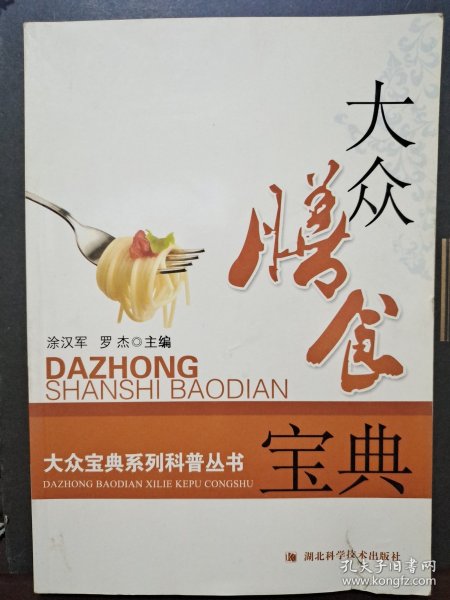 大众
膳食
宝典
涂汉军 罗杰◎主编
DAZHONG
SHANSHI BAODIAN
大众宝典系列科普丛书
DAZHONG BAODIAN XILIE KEPU CONGSHU
湖北科学技术出版社
孔夫子旧书网
www.kongfz.com